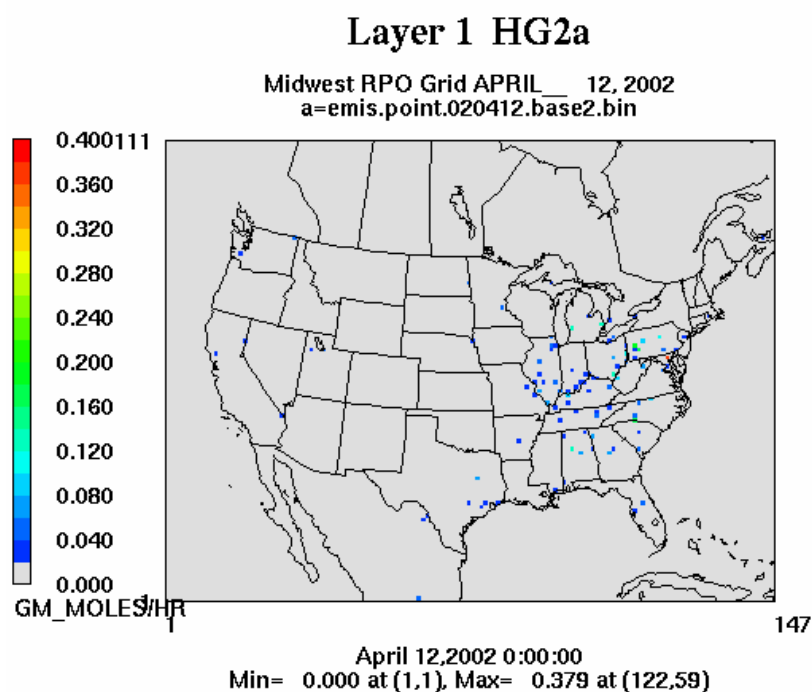 Layer 1 HG2a
Midwest RPO Grid APRIL__ 12, 2002
a=emis.point.020412.base2.bin
0.400
111
0.360
0.320
0.280
0.240
0.200
0.160
0.120
0.080
0.040
0.000
1
GM_MOLES/HR
1
147
April 12,2002 0:00:00
Min= 0.000 at (1,1), Max= 0.379 at (122,59)